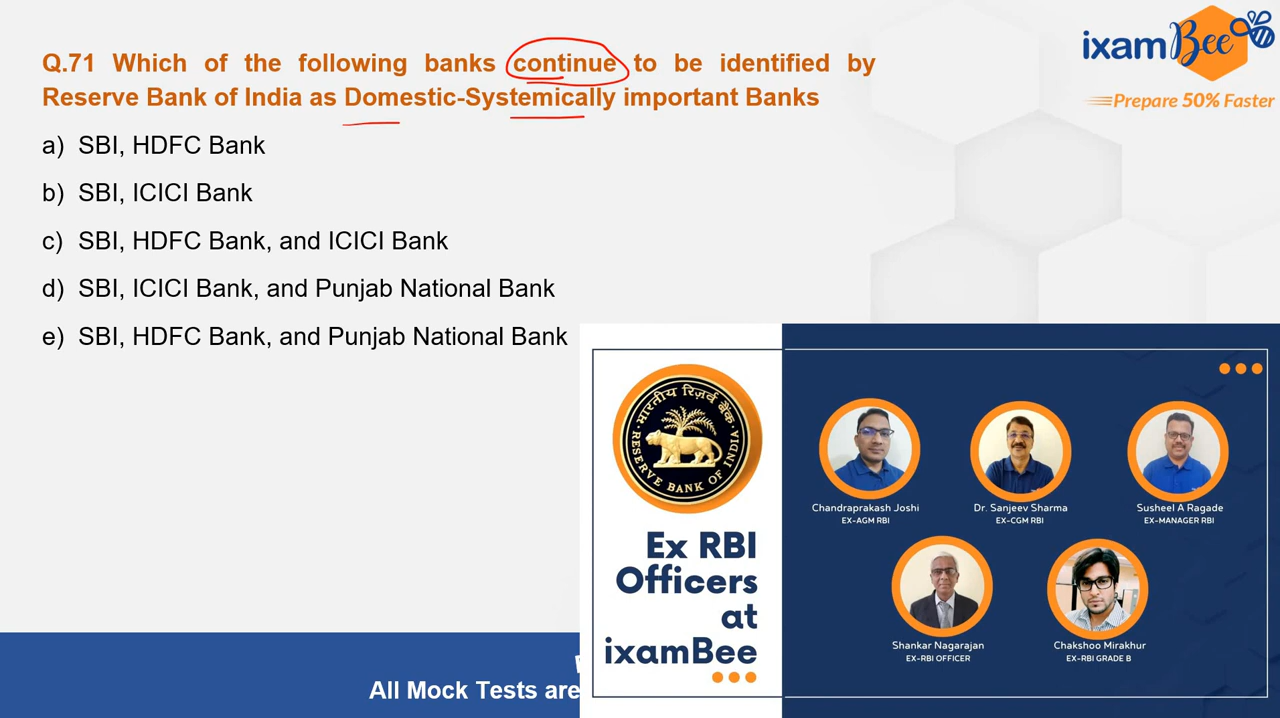 Q.71 Which of the following banks continue to be identified by
Reserve Bank of India as Domestic-Systemically important Banks
a) SBI, HDFC Bank
b) SBI, ICICI Bank
c) SBI, HDFC Bank, and ICICI Bank
d) SBI, ICICI Bank, and Punjab National Bank
e) SBI, HDFC Bank, and Punjab National Bank
ixamBee
Prepare 50% Faster
भारतीय रिज़र्व बैंक
RESERVE BANK OF INDIA
Ex RBI
Officers
at
ixamBee
Chandraprakash Joshi
EX-AGM RBI
Dr. Sanjeev Sharma
EX-CGM RBI
Susheel A Ragade
EX-MANAGER RBI
Shankar Nagarajan
EX-RBI OFFICER
Chakshoo Mirakhur
EX-RBI GRADE B
All Mock Tests are